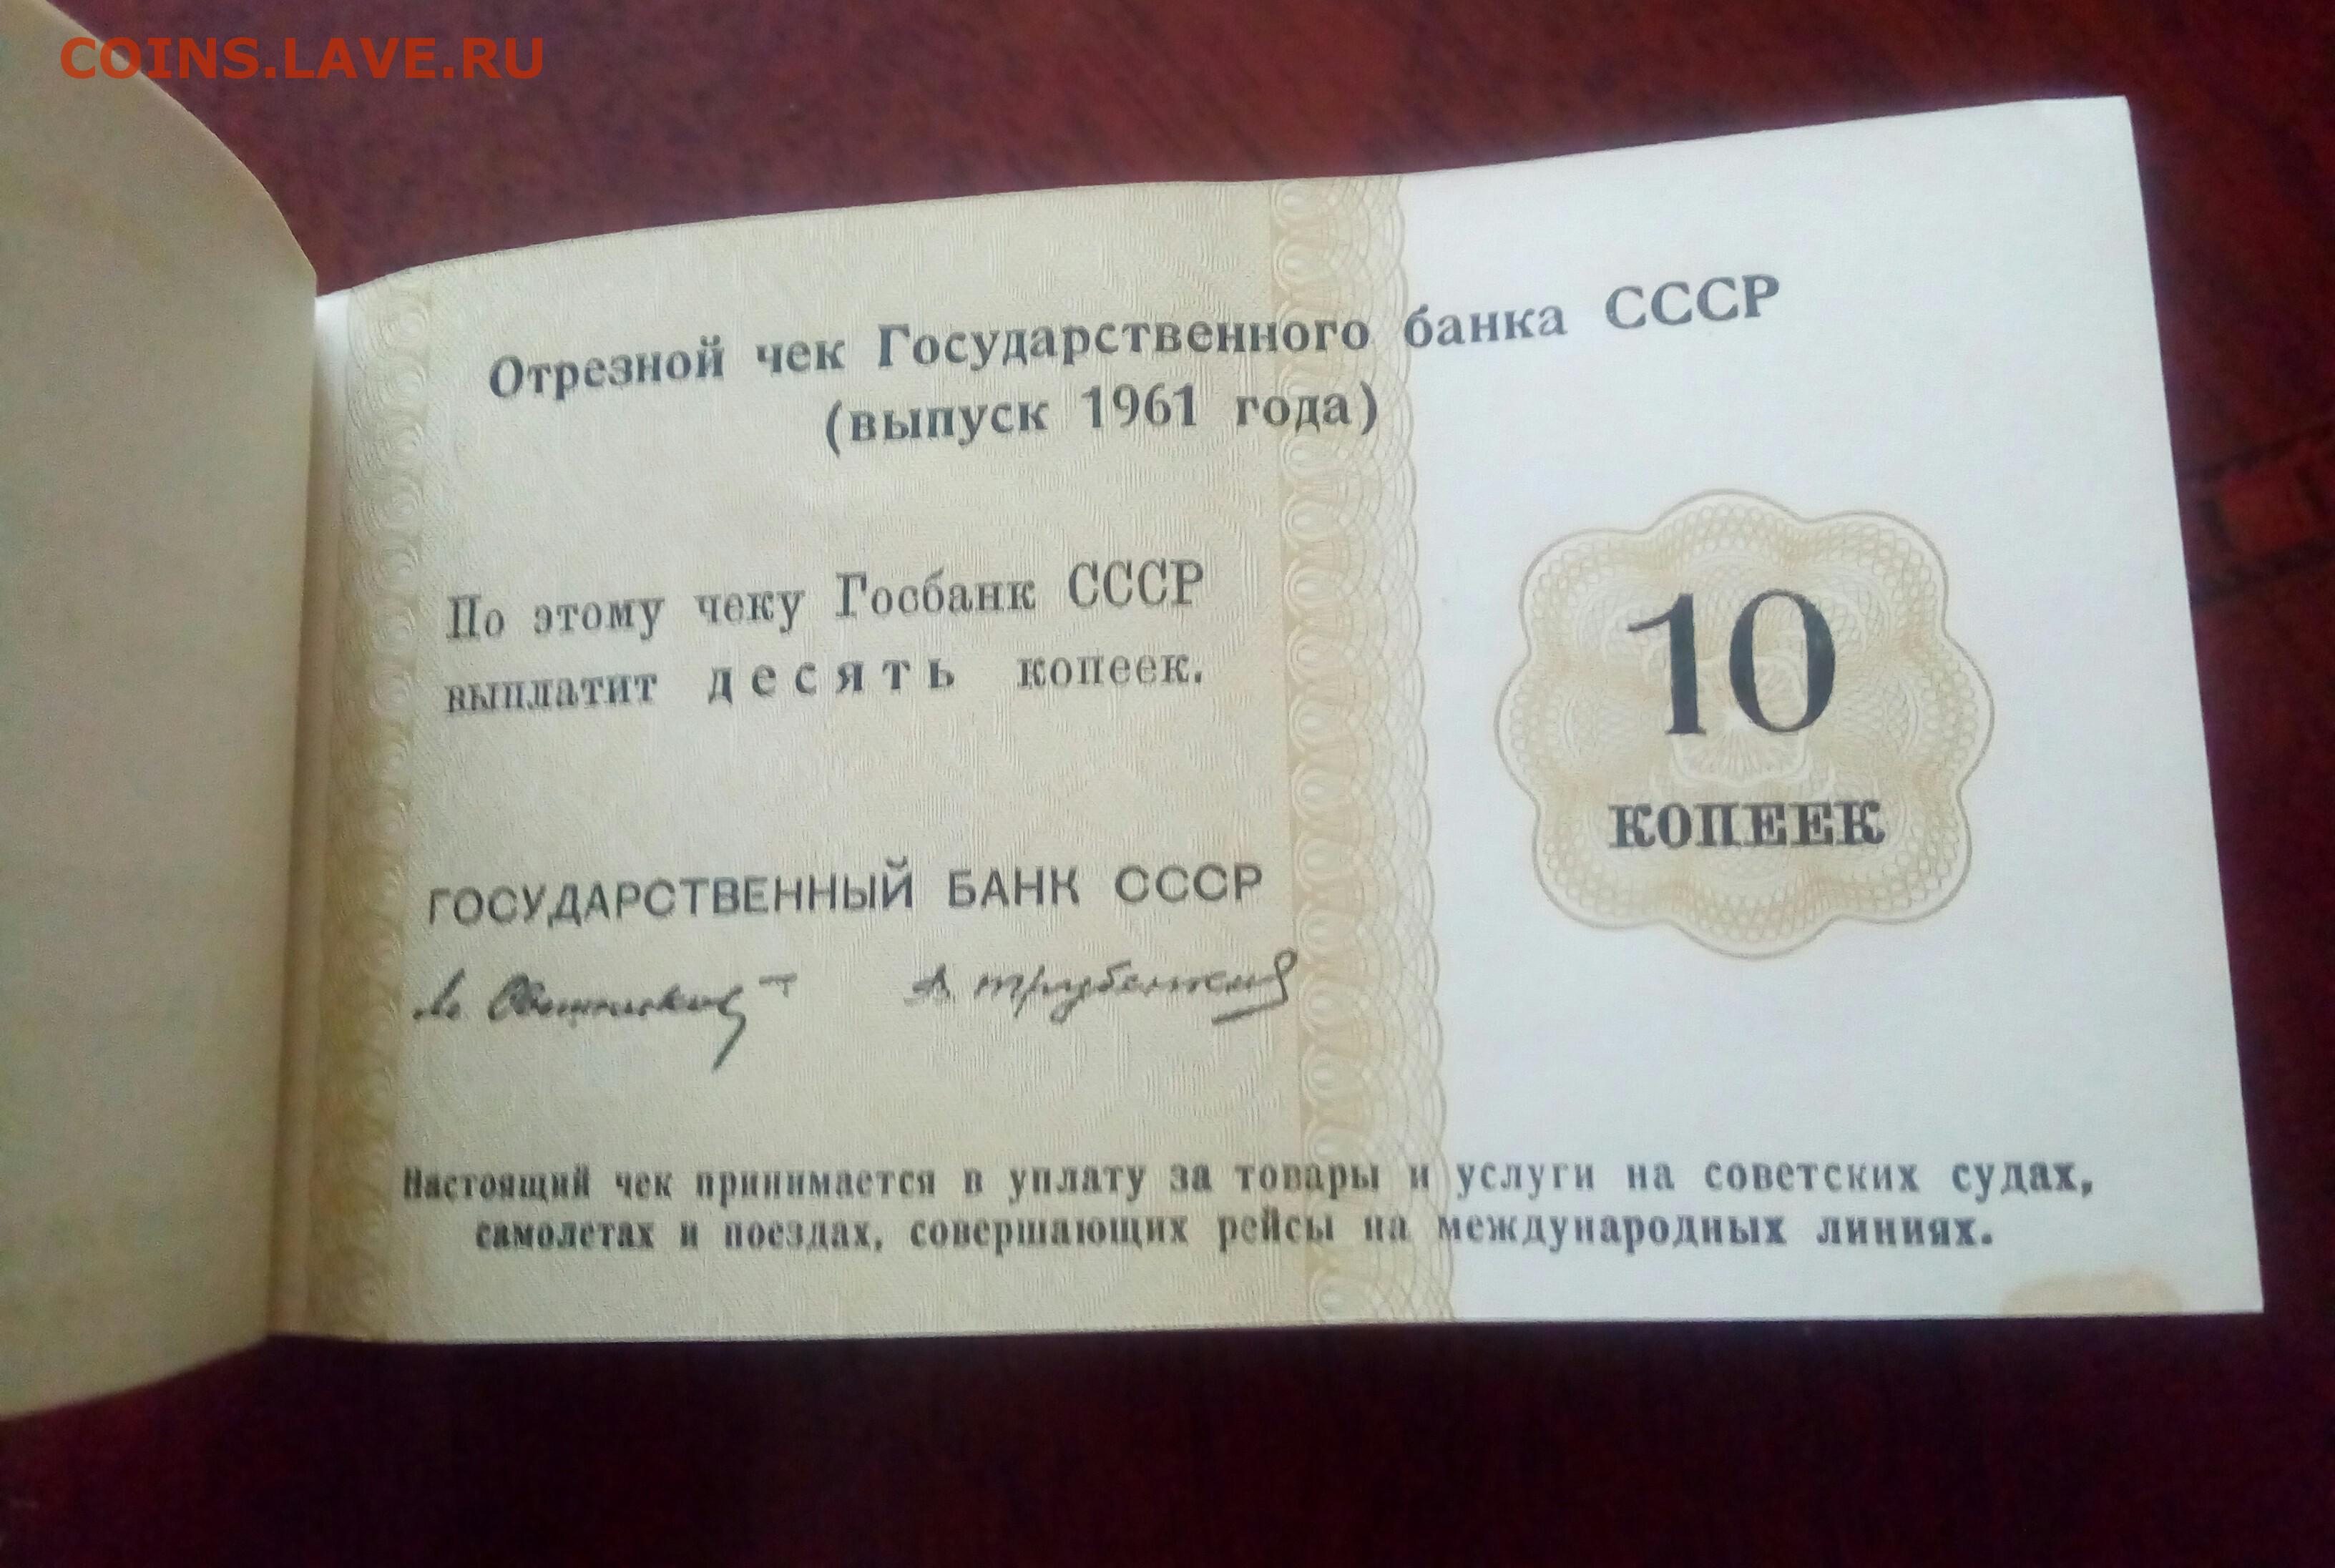 COINS.LAVE.RU
Отрезной чек Государственного банка СССР
(выпуск 1961 года)
По этому чеку Госбанк СССР
выплатит десять копеек.
10
КОПЕЕК
ГОСУДАРСТВЕННЫЙ БАНК СССР
Настоящий чек принимается в уплату за товары и услуги на советских судах,
самолетах и поездах, совершающих рейсы на международных линиях.